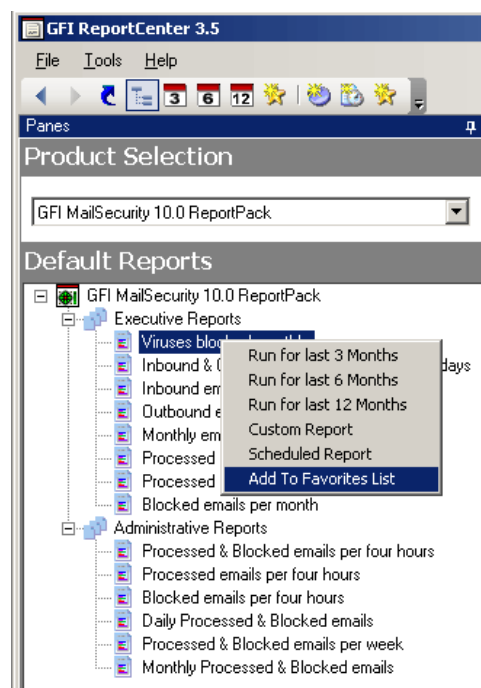 GFI ReportCenter 3.5
File Tools Help
3 6 12
Panes
Product Selection
GFI MailSecurity 10.0 ReportPack
Default Reports
GFI MailSecurity 10.0 ReportPack
Executive Reports
Viruses
Run for last 3 Months
Inbound & days
Run for last 6 Months
Inbound
Run for last 12 Months
Outbound
Custom Report
Monthly
Scheduled Report
Processed
Add To Favorites List
Processed
Blocked emails per month
Administrative Reports
Processed & Blocked emails per four hours
Processed emails per four hours
Blocked emails per four hours
Daily Processed & Blocked emails
Processed & Blocked emails per week
Monthly Processed & Blocked emails